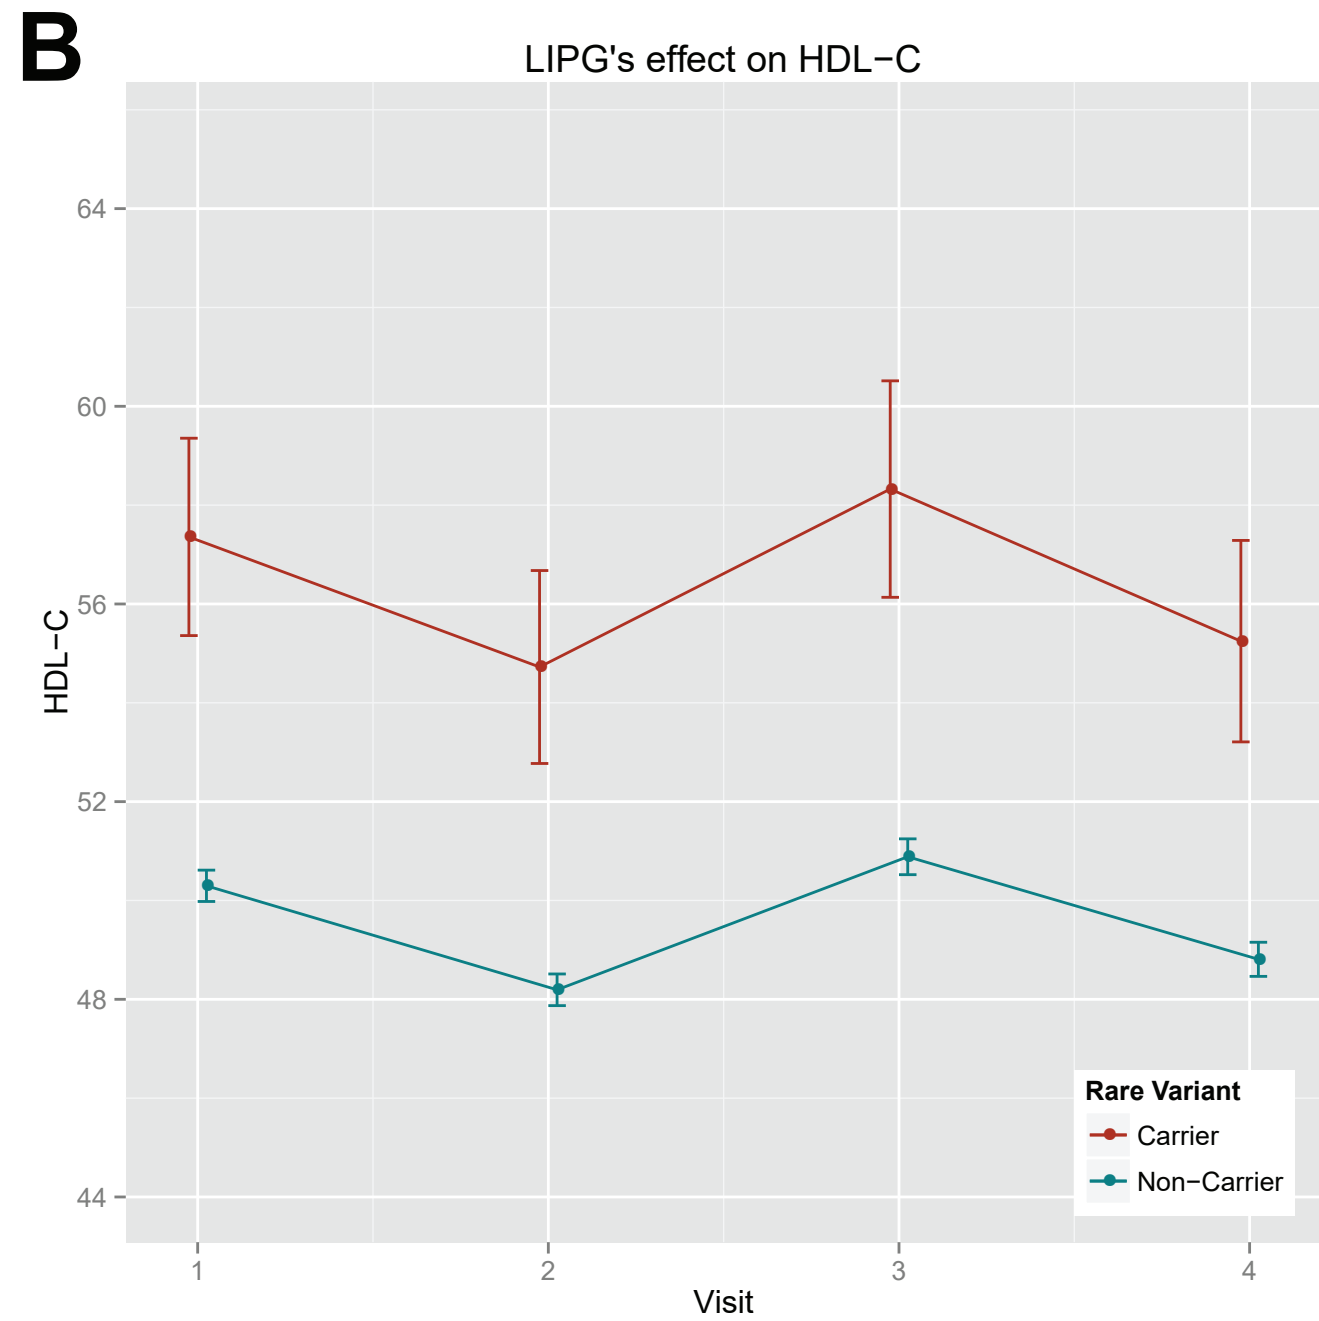 B
LIPG's effect on HDL−C
64
60
56
52
48
44
HDL−C
1 2 3 4
Visit
Rare Variant
Carrier
Non−Carrier